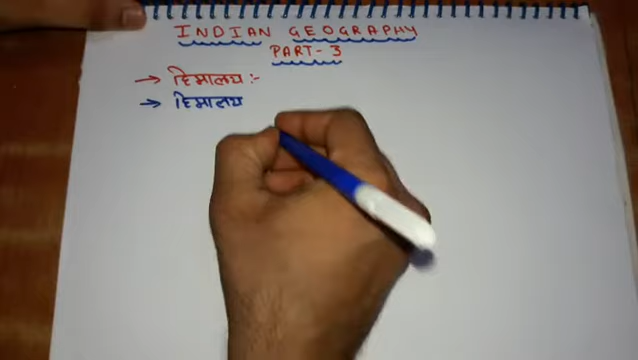 INDIAN GEOGRAPHY
PART-3
→ हिमालय :-
→ हिमालय